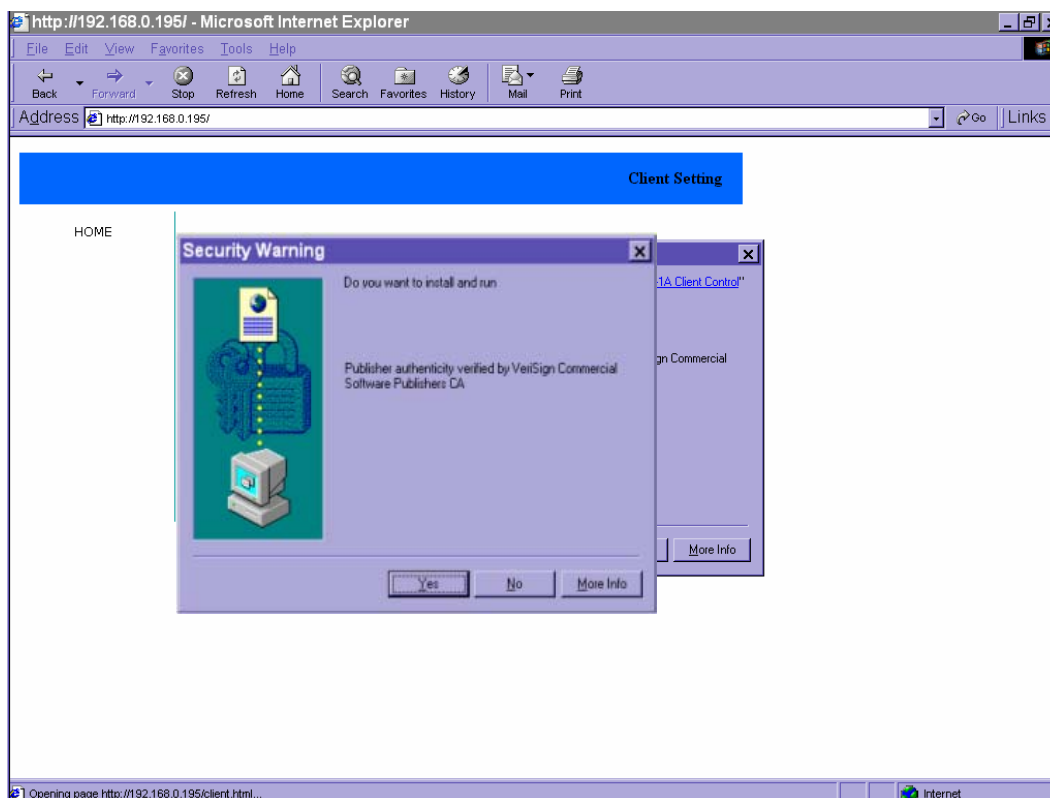 http://192.168.0.195/ - Microsoft Internet Explorer
File Edit View Favorites Tools Help
Back Forward Stop Refresh Home Search Favorites History Mail Print
Address http://192.168.0.195/ Go Links
Client Setting
HOME
Security Warning
Do you want to install and run
-1A Client Control"
Publisher authenticity verified by VeriSign Commercial
Software Publishers CA
gn Commercial
Yes No More Info
More Info
Opening page http://192.168.0.195/client.html...
Internet